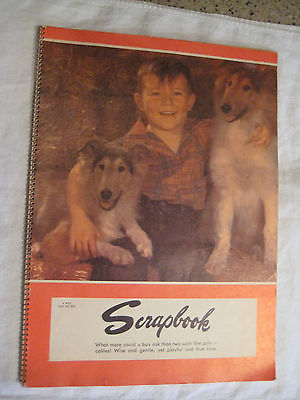 Scrapbook
What more could a boy ask than two such fine pals —
collies! Wise and gentle, yet playful and true blue.